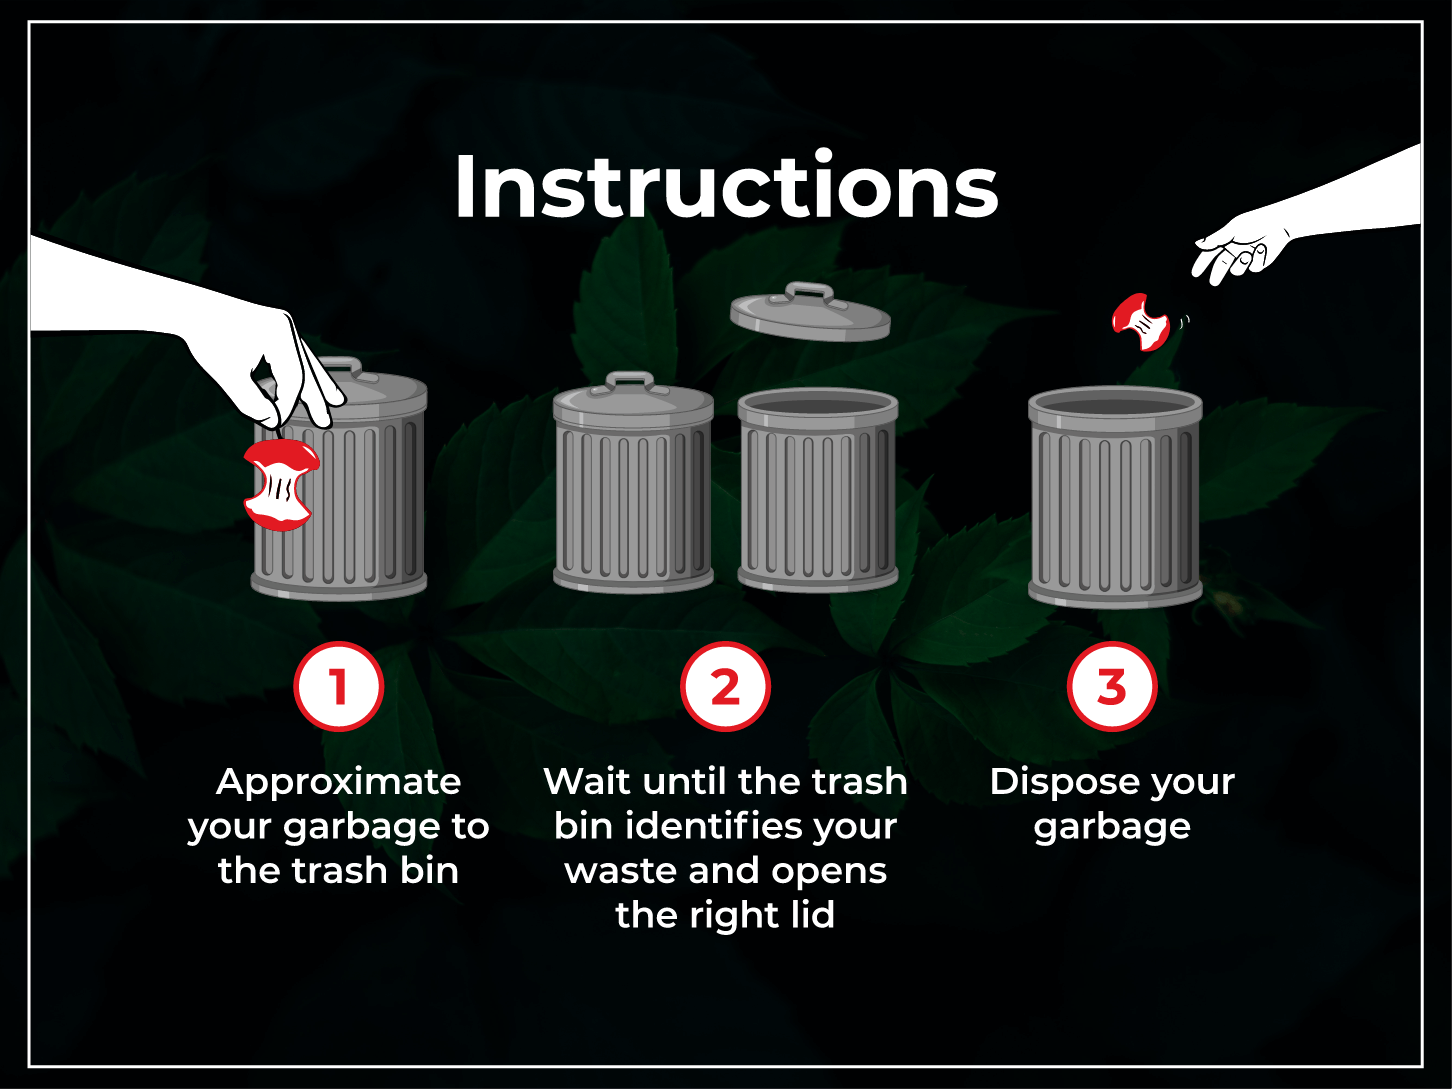 Instructions
1
Approximate
your garbage to
the trash bin
2
Wait until the trash
bin identifies your
waste and opens
the right lid
3
Dispose your
garbage